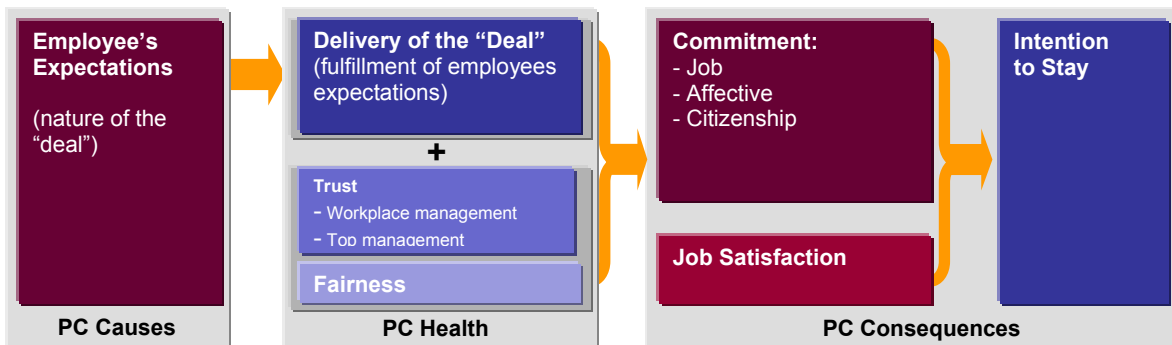 Employee’s
Expectations
(nature of the
“deal”)
PC Causes
Delivery of the “Deal”
(fulfillment of employees
expectations)
+
Trust
- Workplace management
- Top management
Fairness
PC Health
Commitment:
- Job
- Affective
- Citizenship
Job Satisfaction
Intention
to Stay
PC Consequences